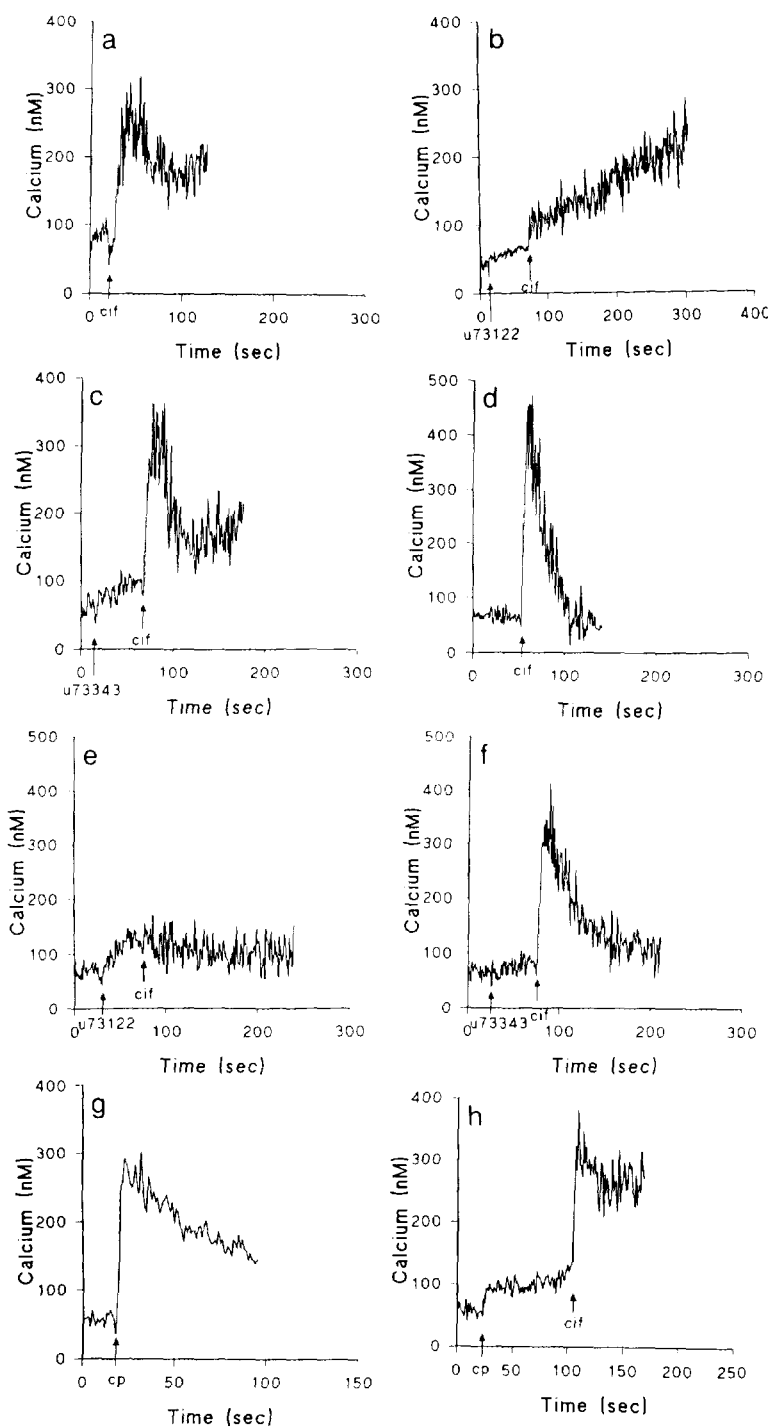 a
Calcium (nM)
400
300
200
100
0
0 100 200 300
cif
Time (sec)
b
Calcium (nM)
400
300
200
100
0
0 100 200 300 400
cif
u73122
Time (sec)
c
Calcium (nM)
400
300
200
100
0
0 100 200 300
cif
u73343
Time (sec)
d
Calcium (nM)
500
400
300
200
100
0
0 100 200 300
cif
Time (sec)
e
Calcium (nM)
500
400
300
200
100
0
cif
0 100 200 300
u73122
Time (sec)
f
Calcium (nM)
500
400
300
200
100
0
0 100 200 300
u73343 cif
Time (sec)
g
Calcium (nM)
400
300
200
100
0
0 50 100 150
cp
Time (sec)
h
Calcium (nM)
400
300
200
100
0
cif
0 50 100 150 200 250
cp
Time (sec)